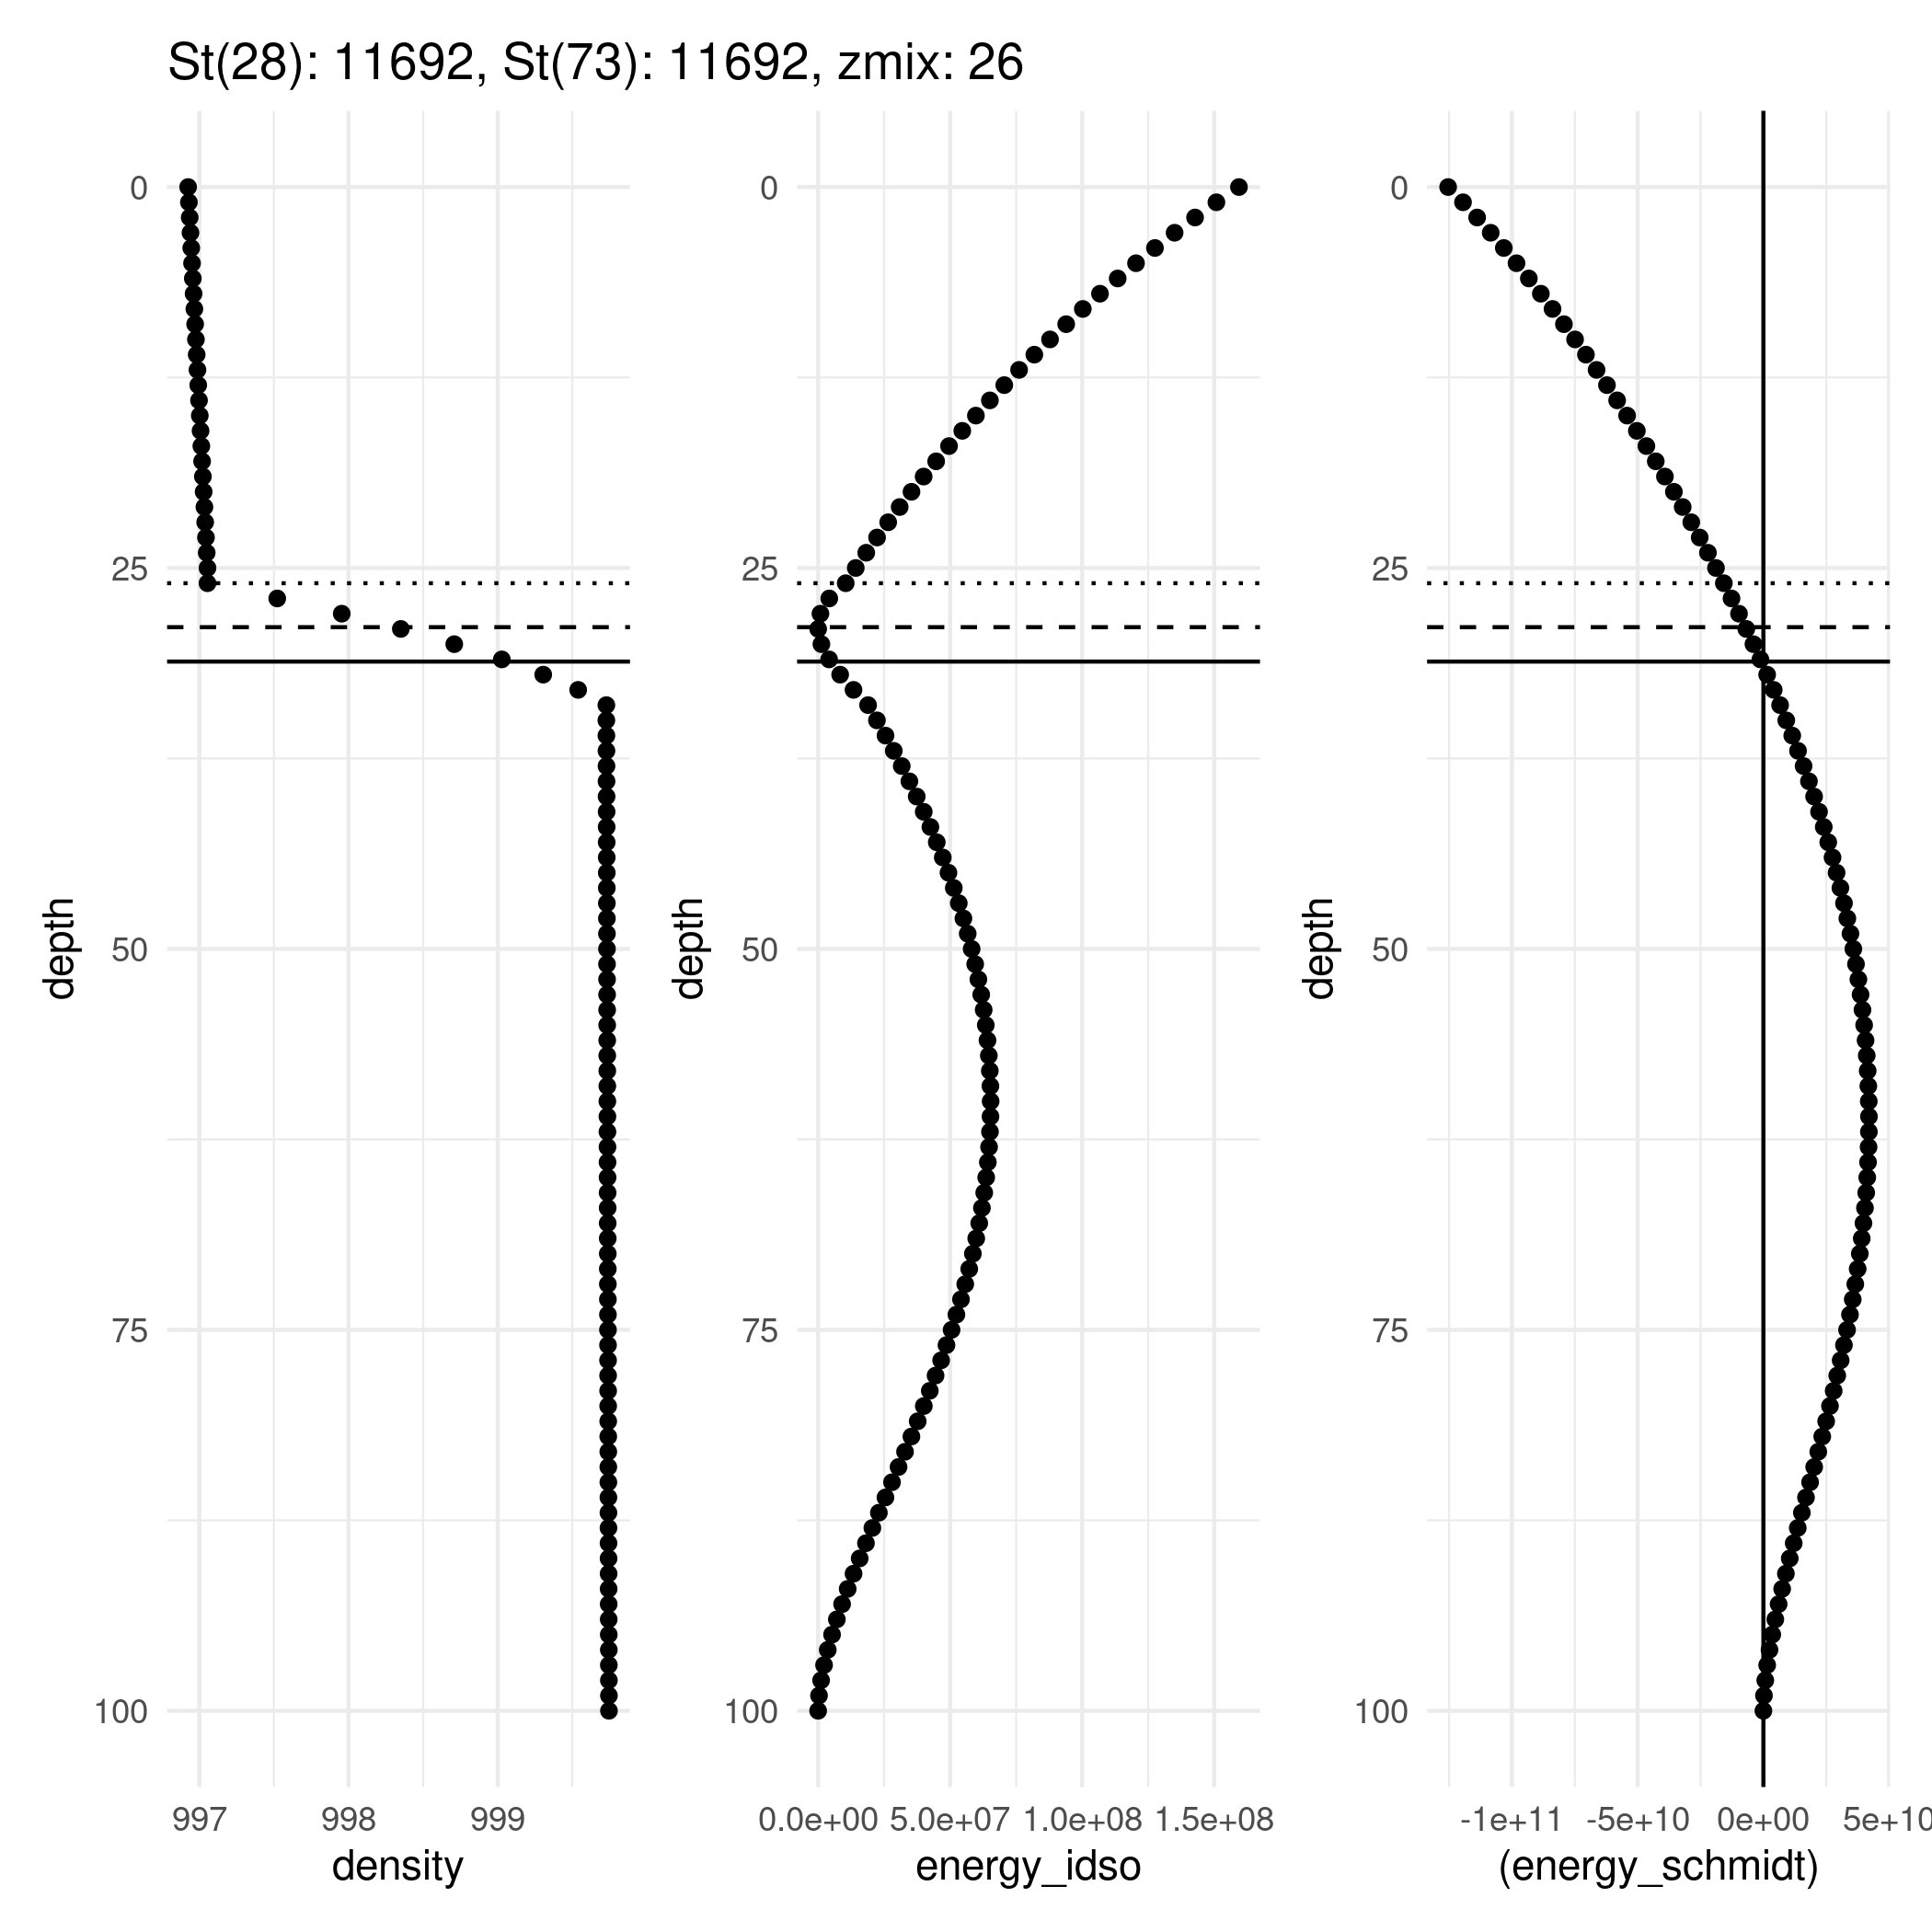 St(28): 11692, St(73): 11692, zmix: 26
depth
0
25
50
75
100
997 998 999
density
depth
0
25
50
75
100
0.0e+00 5.0e+07 1.0e+08 1.5e+08
energy_idso
depth
0
25
50
75
100
-1e+11 -5e+10 0e+00 5e+10
(energy_schmidt)